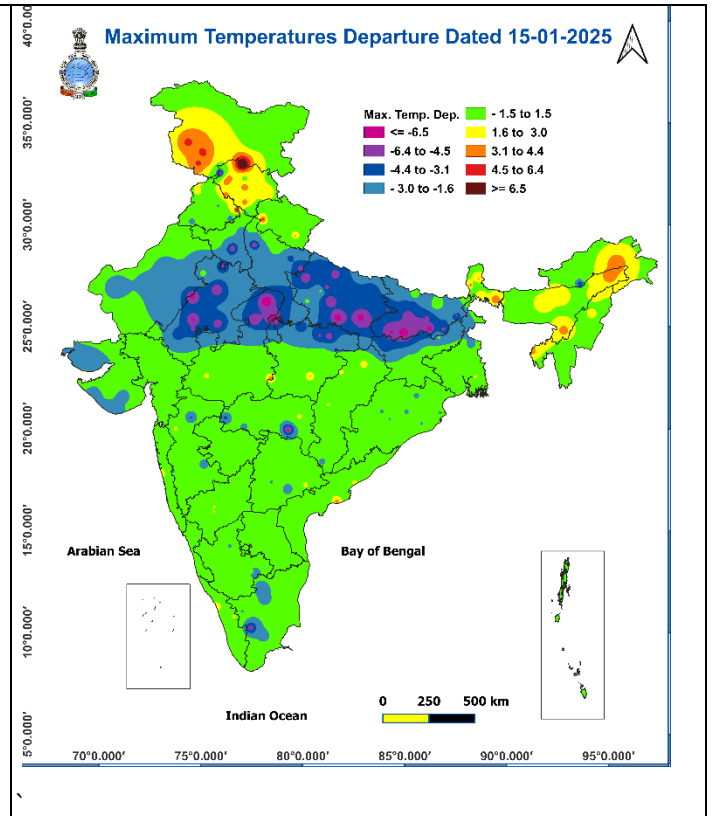 Maximum Temperatures Departure Dated 15-01-2025
Max. Temp. Dep.
<= -6.5
-6.4 to -4.5
-4.4 to -3.1
- 3.0 to -1.6
- 1.5 to 1.5
1.6 to 3.0
3.1 to 4.4
4.5 to 6.4
>= 6.5
40°0.000'
35°0.000'
30°0.000'
25°0.000'
20°0.000'
15°0.000'
10°0.000'
5°0.000'
Arabian Sea
Bay of Bengal
Indian Ocean
0 250 500 km
70°0.000' 75°0.000' 80°0.000' 85°0.000' 90°0.000' 95°0.000'
`